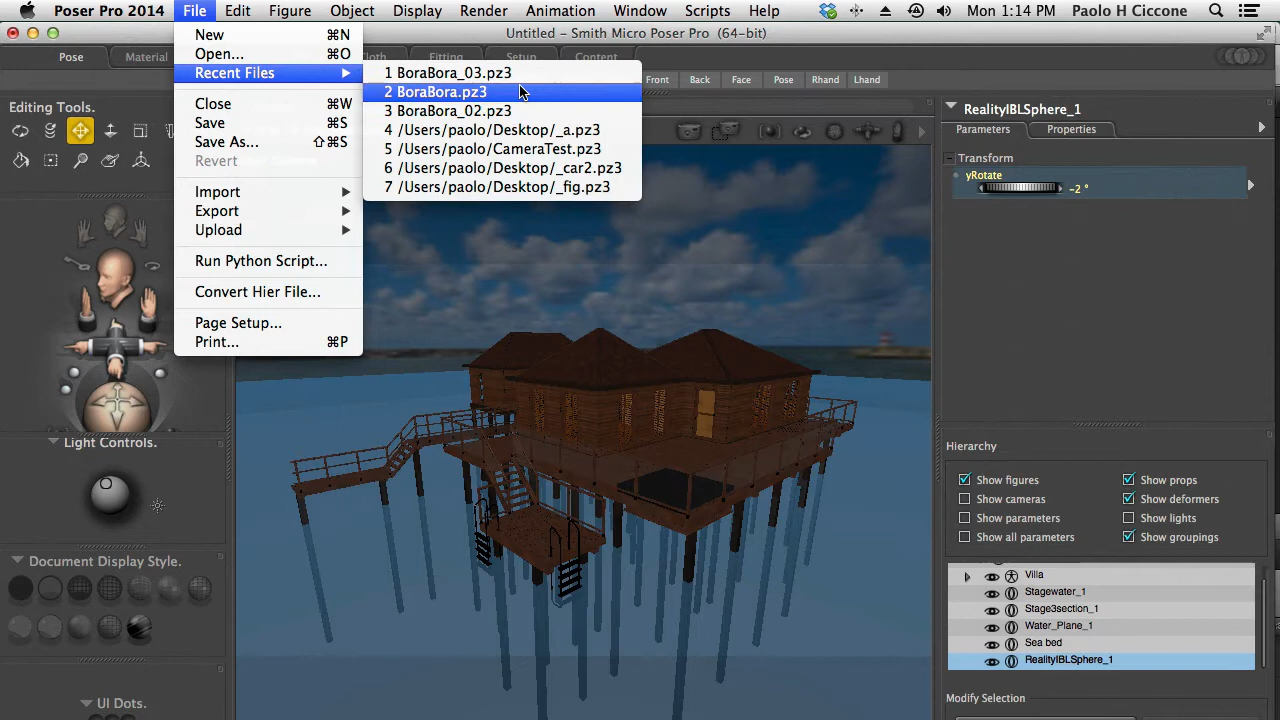 Poser Pro 2014 File Edit Figure Object Display Render Animation Window Scripts Help Mon 1:14 PM Paolo H Ciccone
Untitled - Smith Micro Poser Pro (64-bit)
Pose Material Cloth Fitting Setup Content
New ⌘N
Open... ⌘O
Recent Files
Close ⌘W
Save ⌘S
Save As... ⇧⌘S
Revert
Import
Export
Upload
Run Python Script...
Convert Hier File...
Page Setup...
Print... ⌘P
1 BoraBora_03.pz3
2 BoraBora.pz3
3 BoraBora_02.pz3
4 /Users/paolo/Desktop/_a.pz3
5 /Users/paolo/CameraTest.pz3
6 /Users/paolo/Desktop/_car2.pz3
7 /Users/paolo/Desktop/_fig.pz3
Front Back Face Pose Rhand Lhand
Editing Tools.
Light Controls.
Document Display Style.
UI Dots.
RealityIBLSphere_1
Parameters Properties
Transform
yRotate
-2 °
Hierarchy
Show figures Show props
Show cameras Show deformers
Show parameters Show lights
Show all parameters Show groupings
Villa
Stagewater_1
Stage3section_1
Water_Plane_1
Sea bed
RealityIBLSphere_1
Modify Selection